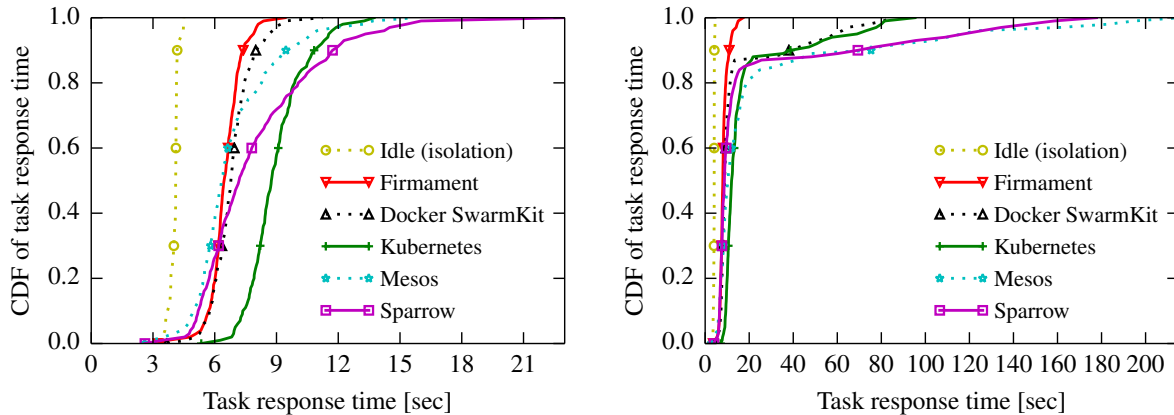 CDF of task response time
1.0
0.8
0.6
0.4
0.2
0.0
0 3 6 9 12 15 18 21
Task response time [sec]
Idle (isolation)
Firmament
Docker SwarmKit
Kubernetes
Mesos
Sparrow
CDF of task response time
1.0
0.8
0.6
0.4
0.2
0.0
0 20 40 60 80 100 120 140 160 180 200
Task response time [sec]
Idle (isolation)
Firmament
Docker SwarmKit
Kubernetes
Mesos
Sparrow